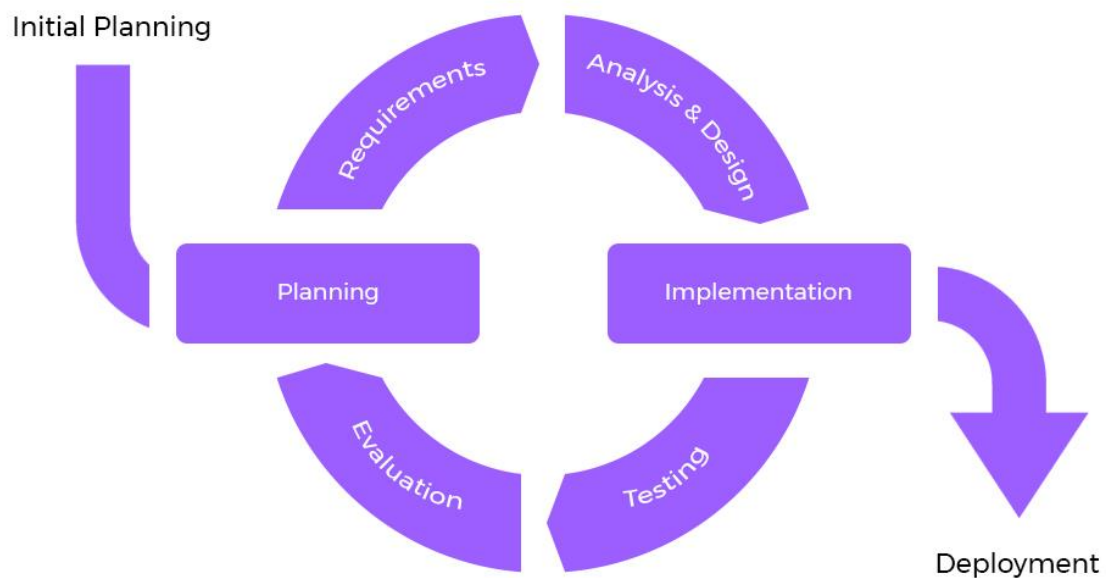 Initial Planning
Requirements
Analysis & Design
Planning
Implementation
Evaluation
Testing
Deployment